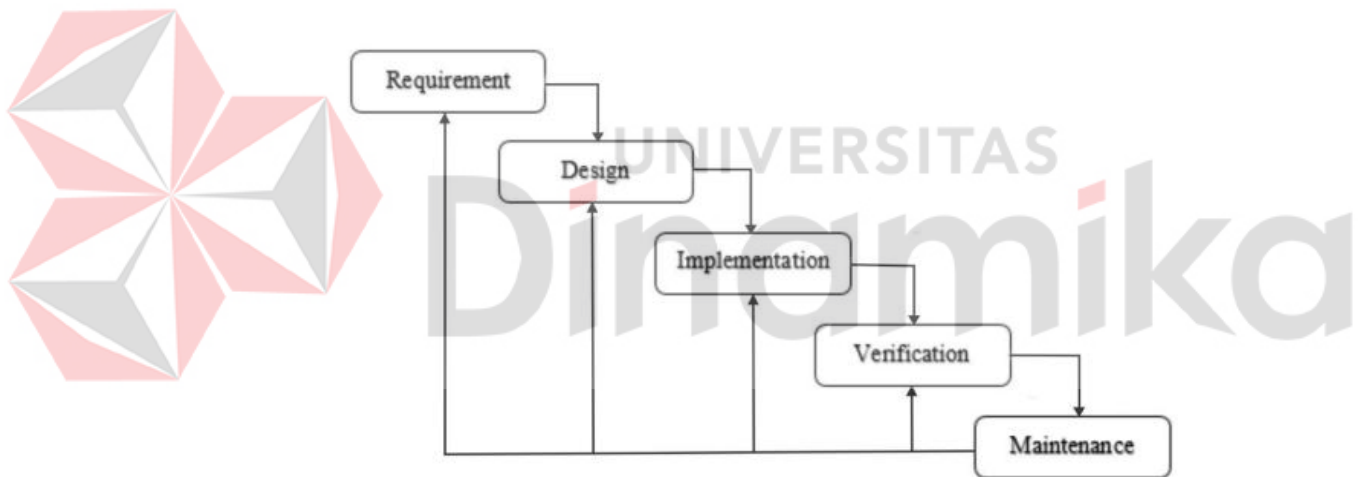 Requirement
UNIVERSITAS
Design
Dinamika
Implementation
Verification
Maintenance